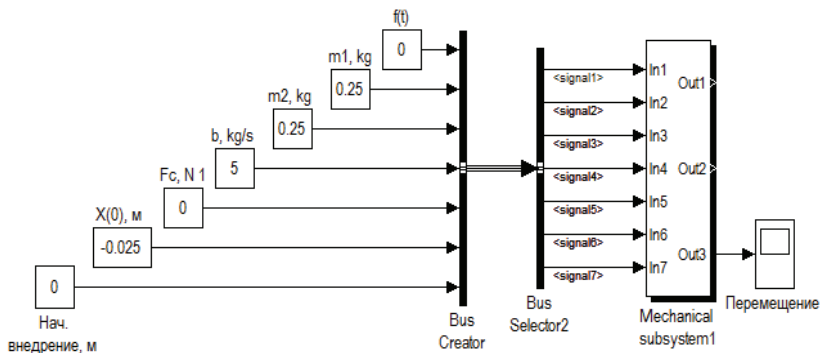 f(t)
0
m1, kg
0.25
m2, kg
0.25
b, kg/s
5
Fc, N 1
0
X(0), м
-0.025
0
Нач.
внедрение, м
Bus
Creator
<signal1>
<signal2>
<signal3>
<signal4>
<signal5>
<signal6>
<signal7>
Bus
Selector2
In1
In2
In3
In4
In5
In6
In7
Out1
Out2
Out3
Mechanical
subsystem1
Перемещение